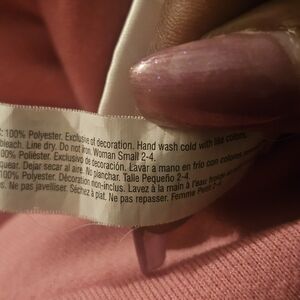 : 100% Polyester. Exclusive of decoration. Hand wash cold with like colors.
bleach. Line dry. Do not iron. Woman Small 2-4.
00% Poliéster. Exclusivo de decoración. Lavar a mano en frío con colores
quear. Dejar secar al aire. No planchar. Talle Pequeño 2-4.
100% Polyester. Décoration non-inclus. Lavez à la main à l'eau froide
s. Ne pas javelliser. Séchez à plat. Ne pas repasser. Femme Petit 2-4.